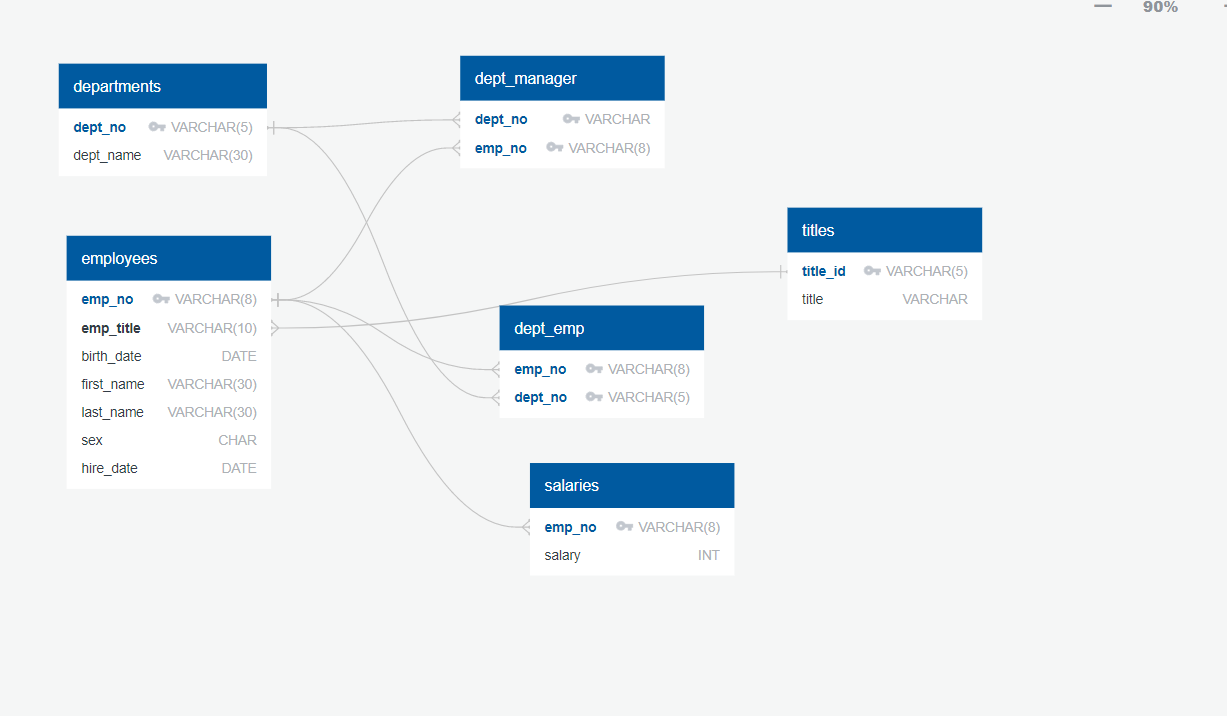 90%
departments
dept_no VARCHAR(5)
dept_name VARCHAR(30)
dept_manager
dept_no VARCHAR
emp_no VARCHAR(8)
employees
emp_no VARCHAR(8)
emp_title VARCHAR(10)
birth_date DATE
first_name VARCHAR(30)
last_name VARCHAR(30)
sex CHAR
hire_date DATE
titles
title_id VARCHAR(5)
title VARCHAR
dept_emp
emp_no VARCHAR(8)
dept_no VARCHAR(5)
salaries
emp_no VARCHAR(8)
salary INT